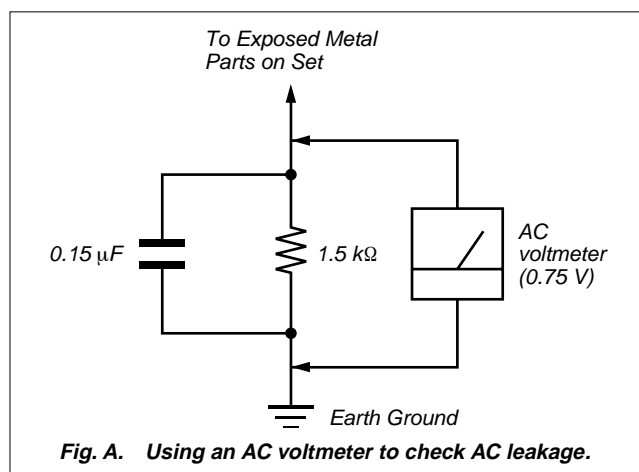 To Exposed Metal
Parts on Set
0.15 µF
1.5 kΩ
AC
voltmeter
(0.75 V)
Earth Ground
Fig. A. Using an AC voltmeter to check AC leakage.